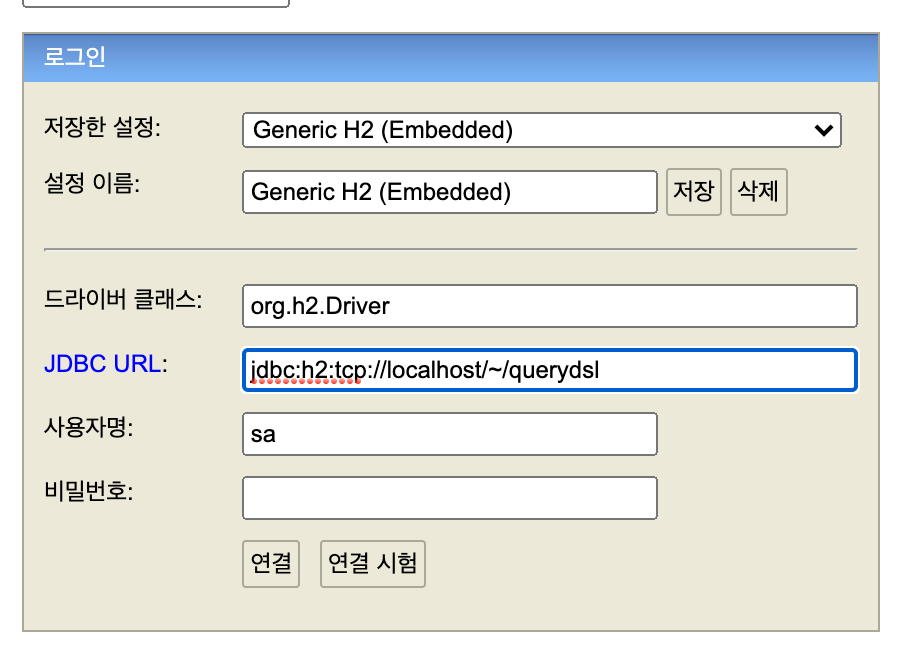 로그인
저장한 설정: Generic H2 (Embedded)
설정 이름: Generic H2 (Embedded) 저장 삭제
드라이버 클래스: org.h2.Driver
JDBC URL: jdbc:h2:tcp://localhost/~/querydsl
사용자명: sa
비밀번호:
연결 연결 시험